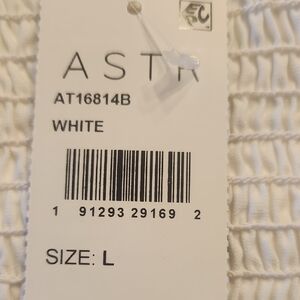 ASTR
AT16814B
WHITE
1 91293 29169 2
SIZE: L